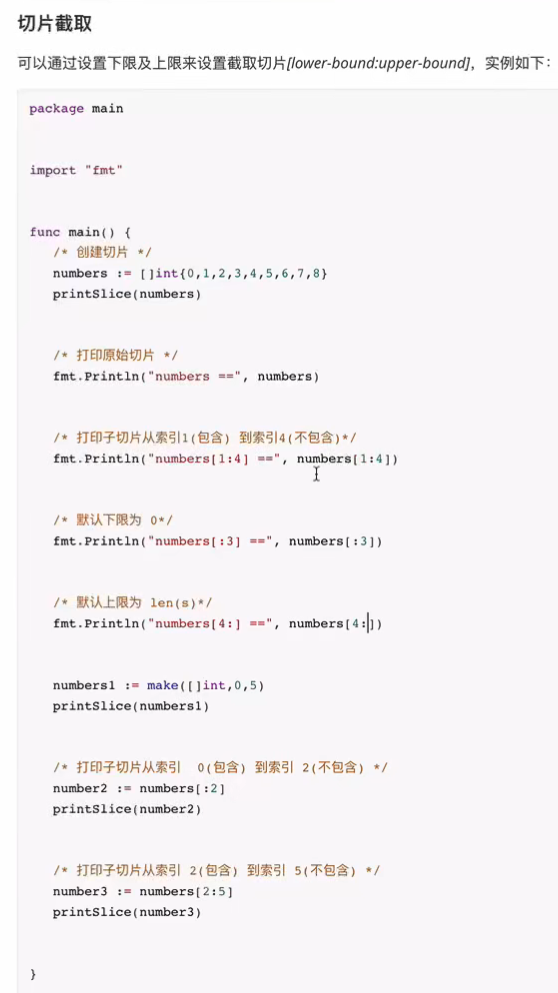 切片截取
可以通过设置下限及上限来设置截取切片[lower-bound:upper-bound]，实例如下：
package main
import "fmt"
func main() {
/* 创建切片 */
numbers := []int{0,1,2,3,4,5,6,7,8}
printSlice(numbers)
/* 打印原始切片 */
fmt.Println("numbers ==", numbers)
/* 打印子切片从索引1(包含) 到索引4(不包含)*/
fmt.Println("numbers[1:4] ==", numbers[1:4])
/* 默认下限为 0*/
fmt.Println("numbers[:3] ==", numbers[:3])
/* 默认上限为 len(s)*/
fmt.Println("numbers[4:] ==", numbers[4:])
numbers1 := make([]int,0,5)
printSlice(numbers1)
/* 打印子切片从索引  0(包含) 到索引 2(不包含) */
number2 := numbers[:2]
printSlice(number2)
/* 打印子切片从索引 2(包含) 到索引 5(不包含) */
number3 := numbers[2:5]
printSlice(number3)
}